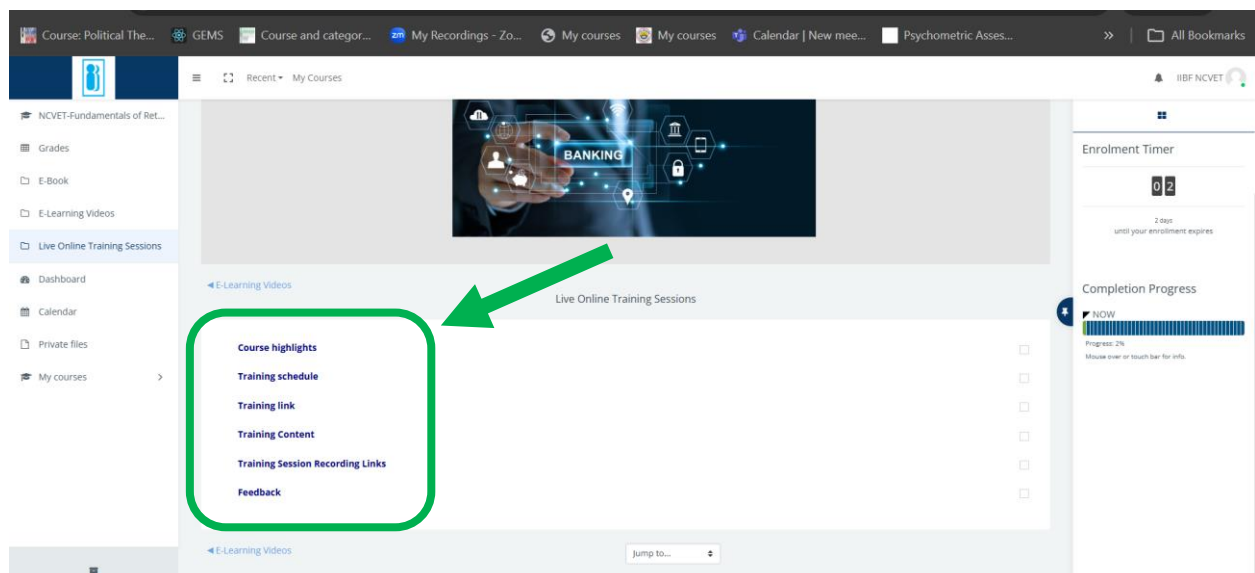 Course: Political The...
GEMS
Course and categor...
zm My Recordings - Zo...
My courses
My courses
Calendar | New mee...
Psychometric Asses...
»
All Bookmarks
Recent
My Courses
IIBF NCVET
NCVET-Fundamentals of Ret...
Grades
E-Book
E-Learning Videos
Live Online Training Sessions
Dashboard
Calendar
Private files
My courses
BANKING
◄ E-Learning Videos
Live Online Training Sessions
Course highlights
Training schedule
Training link
Training Content
Training Session Recording Links
Feedback
◄ E-Learning Videos
Jump to...
Enrolment Timer
0 2
2 days
until your enrollment expires
Completion Progress
NOW
Progress: 2%
Mouse over or touch bar for info.